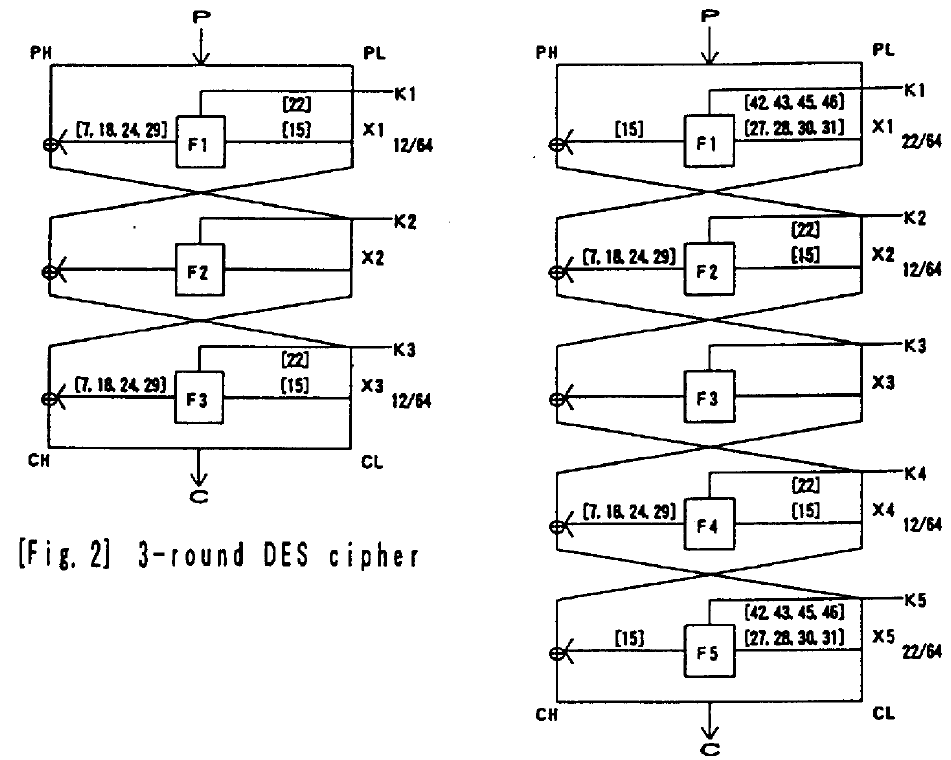 P
PH
PL
K1
[22]
[7, 18, 24, 29]
F1
[15]
X1
12/64
K2
F2
X2
K3
[22]
[7, 18, 24, 29]
F3
[15]
X3
12/64
CH
CL
C
[Fig. 2] 3-round DES cipher
P
PH
PL
K1
[42, 43, 45, 46]
[15]
F1
[27, 28, 30, 31]
X1
22/64
K2
[22]
[7, 18, 24, 29]
F2
[15]
X2
12/64
K3
F3
X3
K4
[22]
[7, 18, 24, 29]
F4
[15]
X4
12/64
K5
[42, 43, 45, 46]
[15]
F5
[27, 28, 30, 31]
X5
22/64
CH
CL
C